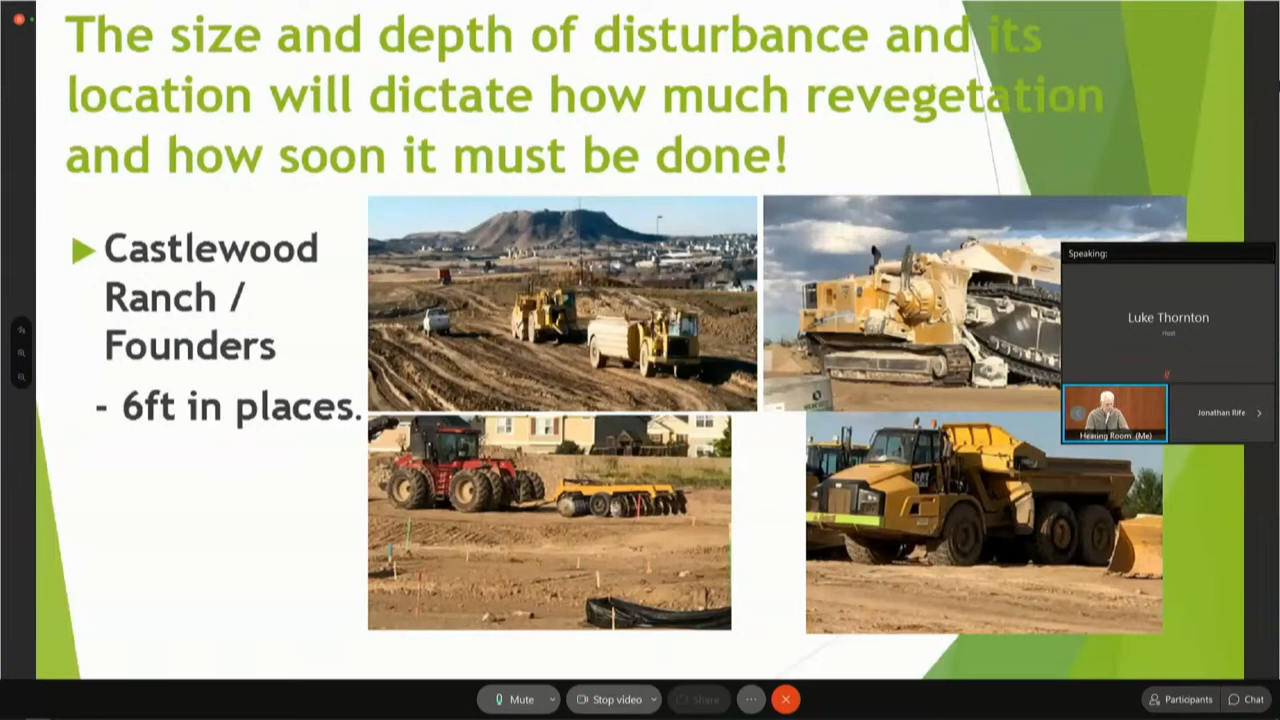 The size and depth of disturbance and its
location will dictate how much revegetation
and how soon it must be done!
Castlewood
Ranch /
Founders
- 6ft in places.
Speaking:
Luke Thornton
Host
Hearing Room (Me)
Jonathan Rife
CAT
Mute
Stop video
Share
Participants
Chat